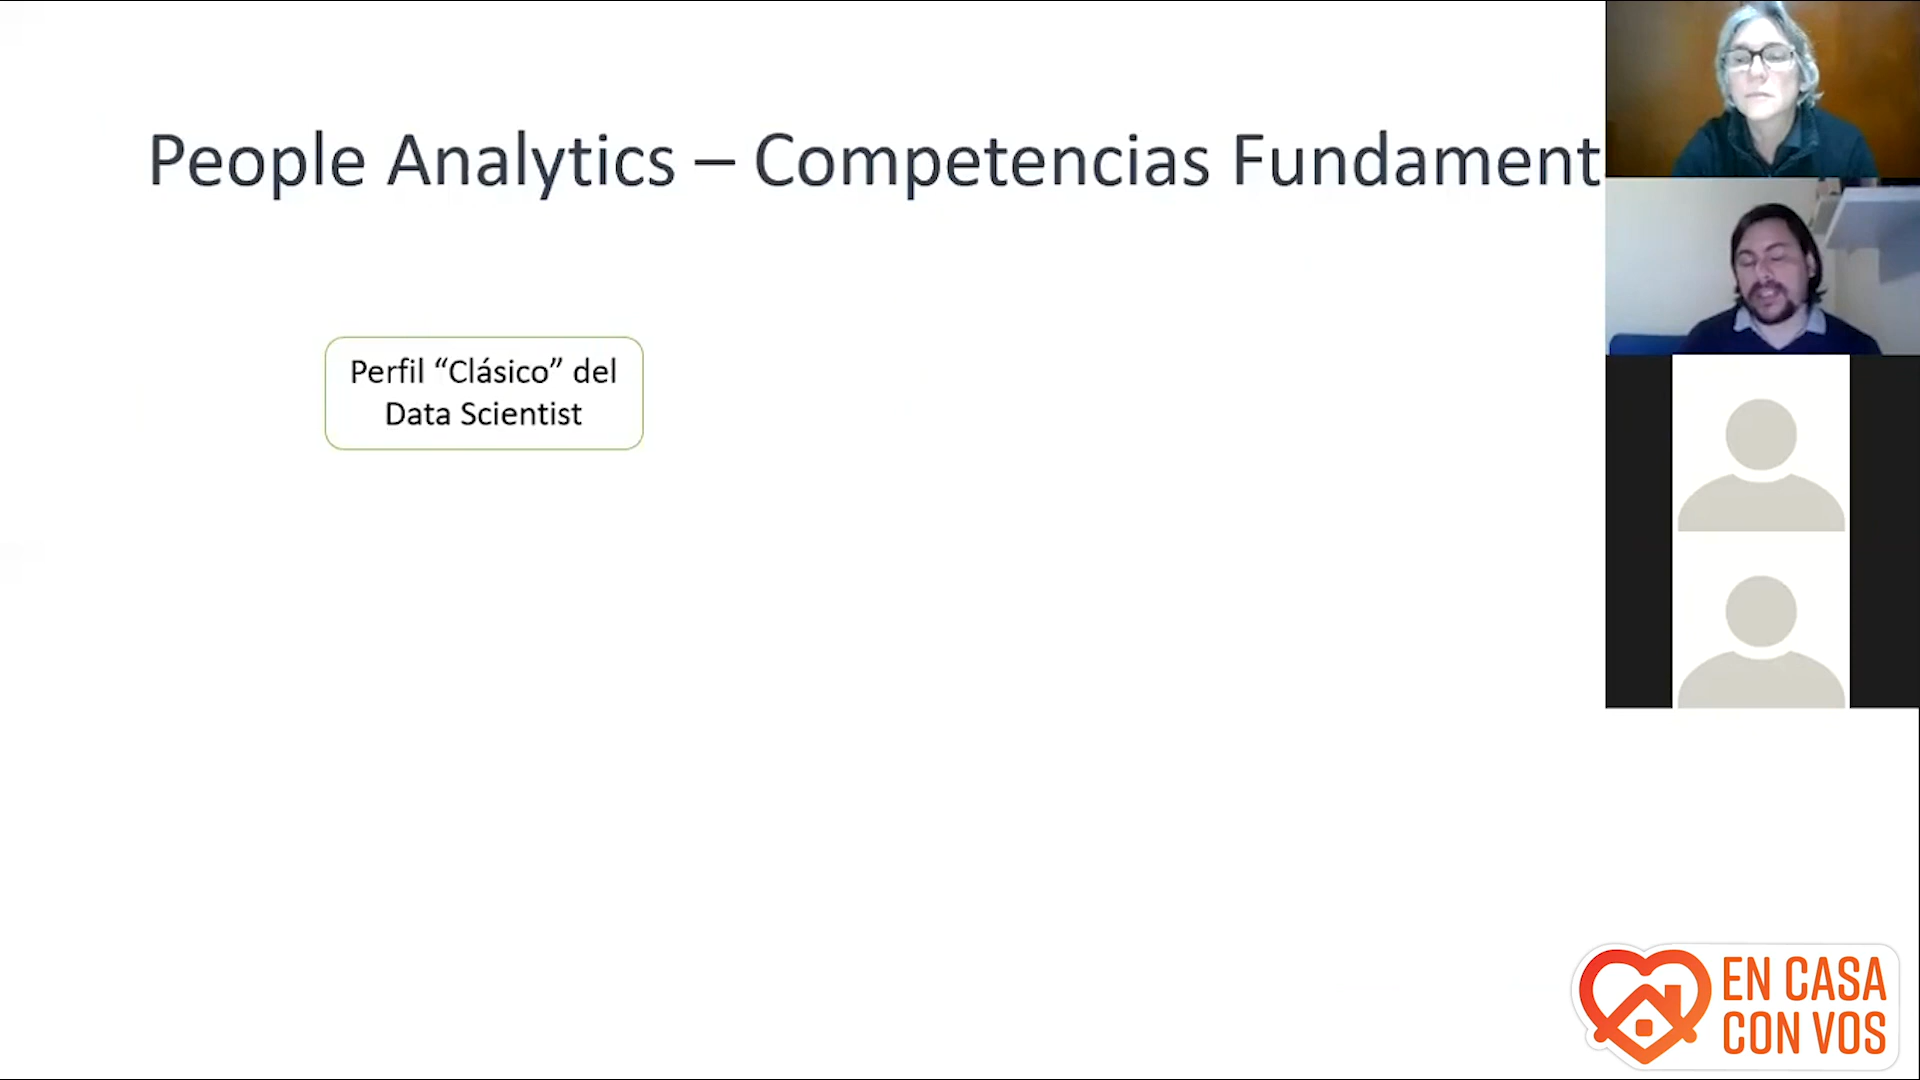 People Analytics – Competencias Fundament
Perfil “Clásico” del
Data Scientist
EN CASA
CON VOS